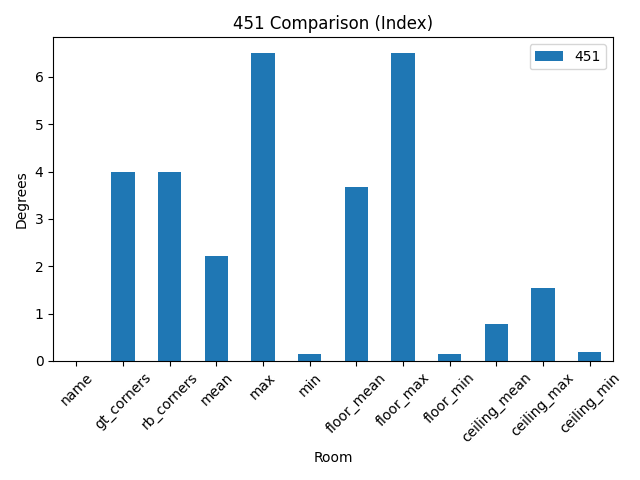 451 Comparison (Index)
451
Degrees
6
5
4
3
2
1
0
name
gt_corners
rb_corners
mean
max
min
floor_mean
floor_max
floor_min
ceiling_mean
ceiling_max
ceiling_min
Room